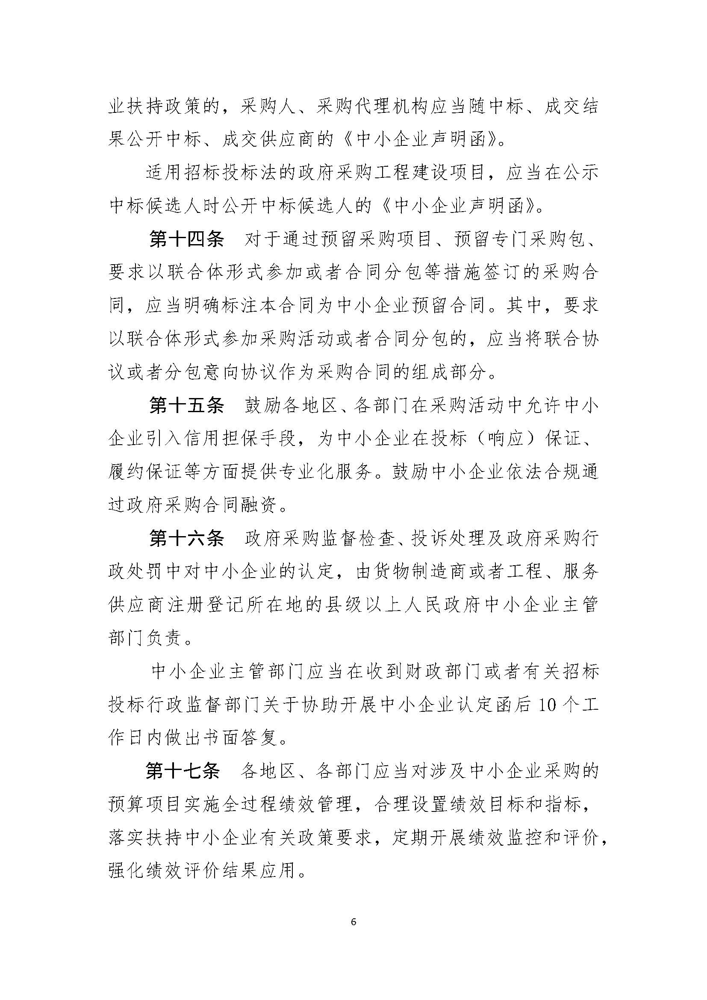 业扶持政策的，采购人、采购代理机构应当随中标、成交结
果公开中标、成交供应商的《中小企业声明函》。
适用招标投标法的政府采购工程建设项目，应当在公示
中标候选人时公开中标候选人的《中小企业声明函》。
第十四条 对于通过预留采购项目、预留专门采购包、
要求以联合体形式参加或者合同分包等措施签订的采购合
同，应当明确标注本合同为中小企业预留合同。其中，要求
以联合体形式参加采购活动或者合同分包的，应当将联合协
议或者分包意向协议作为采购合同的组成部分。
第十五条 鼓励各地区、各部门在采购活动中允许中小
企业引入信用担保手段，为中小企业在投标（响应）保证、
履约保证等方面提供专业化服务。鼓励中小企业依法合规通
过政府采购合同融资。
第十六条 政府采购监督检查、投诉处理及政府采购行
政处罚中对中小企业的认定，由货物制造商或者工程、服务
供应商注册登记所在地的县级以上人民政府中小企业主管
部门负责。
中小企业主管部门应当在收到财政部门或者有关招标
投标行政监督部门关于协助开展中小企业认定函后 10 个工
作日内做出书面答复。
第十七条 各地区、各部门应当对涉及中小企业采购的
预算项目实施全过程绩效管理，合理设置绩效目标和指标，
落实扶持中小企业有关政策要求，定期开展绩效监控和评价，
强化绩效评价结果应用。
6